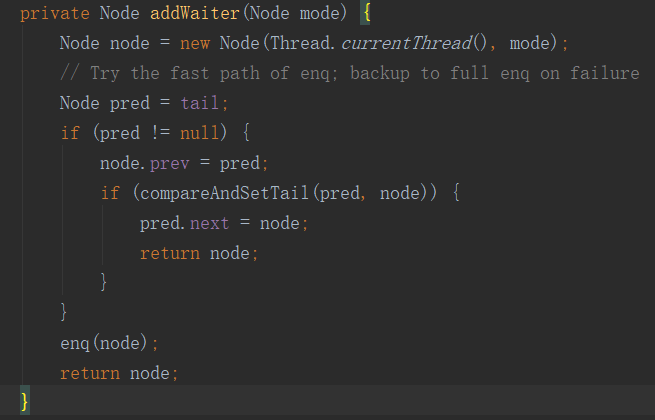 private Node addWaiter(Node mode) {
    Node node = new Node(Thread.currentThread(), mode);
    // Try the fast path of enq; backup to full enq on failure
    Node pred = tail;
    if (pred != null) {
        node.prev = pred;
        if (compareAndSetTail(pred, node)) {
            pred.next = node;
            return node;
        }
    }
    enq(node);
    return node;
}